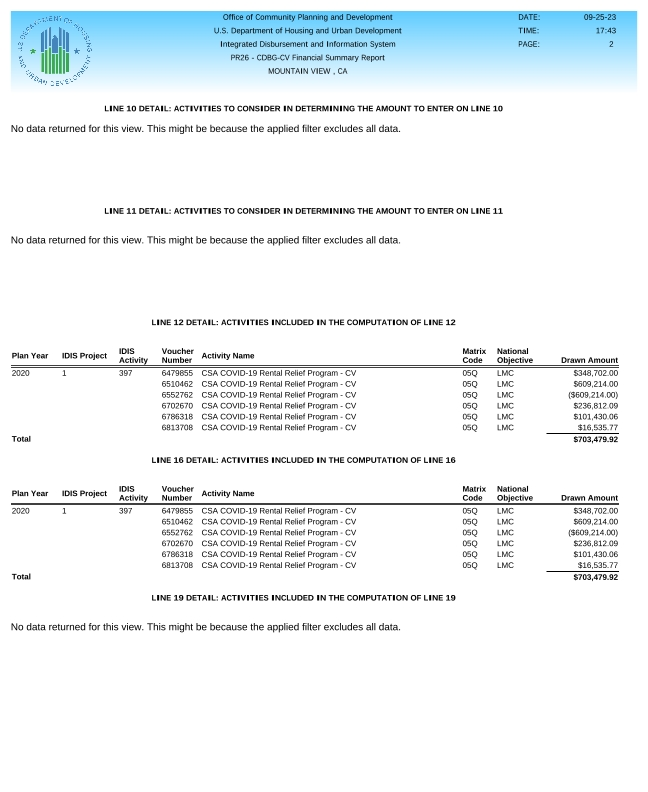 U.S. DEPARTMENT OF HOUSING AND URBAN DEVELOPMENT
Office of Community Planning and Development
U.S. Department of Housing and Urban Development
Integrated Disbursement and Information System
PR26 - CDBG-CV Financial Summary Report
MOUNTAIN VIEW , CA
DATE: 09-25-23
TIME: 17:43
PAGE: 2
LINE 10 DETAIL: ACTIVITIES TO CONSIDER IN DETERMINING THE AMOUNT TO ENTER ON LINE 10
No data returned for this view. This might be because the applied filter excludes all data.
LINE 11 DETAIL: ACTIVITIES TO CONSIDER IN DETERMINING THE AMOUNT TO ENTER ON LINE 11
No data returned for this view. This might be because the applied filter excludes all data.
LINE 12 DETAIL: ACTIVITIES INCLUDED IN THE COMPUTATION OF LINE 12
Plan Year IDIS Project IDIS Activity Voucher Number Activity Name Matrix Code National Objective Drawn Amount
2020 1 397 6479855 CSA COVID-19 Rental Relief Program - CV 05Q LMC $348,702.00
6510462 CSA COVID-19 Rental Relief Program - CV 05Q LMC $609,214.00
6552762 CSA COVID-19 Rental Relief Program - CV 05Q LMC ($609,214.00)
6702670 CSA COVID-19 Rental Relief Program - CV 05Q LMC $236,812.09
6786318 CSA COVID-19 Rental Relief Program - CV 05Q LMC $101,430.06
6813708 CSA COVID-19 Rental Relief Program - CV 05Q LMC $16,535.77
Total $703,479.92
LINE 16 DETAIL: ACTIVITIES INCLUDED IN THE COMPUTATION OF LINE 16
Plan Year IDIS Project IDIS Activity Voucher Number Activity Name Matrix Code National Objective Drawn Amount
2020 1 397 6479855 CSA COVID-19 Rental Relief Program - CV 05Q LMC $348,702.00
6510462 CSA COVID-19 Rental Relief Program - CV 05Q LMC $609,214.00
6552762 CSA COVID-19 Rental Relief Program - CV 05Q LMC ($609,214.00)
6702670 CSA COVID-19 Rental Relief Program - CV 05Q LMC $236,812.09
6786318 CSA COVID-19 Rental Relief Program - CV 05Q LMC $101,430.06
6813708 CSA COVID-19 Rental Relief Program - CV 05Q LMC $16,535.77
Total $703,479.92
LINE 19 DETAIL: ACTIVITIES INCLUDED IN THE COMPUTATION OF LINE 19
No data returned for this view. This might be because the applied filter excludes all data.